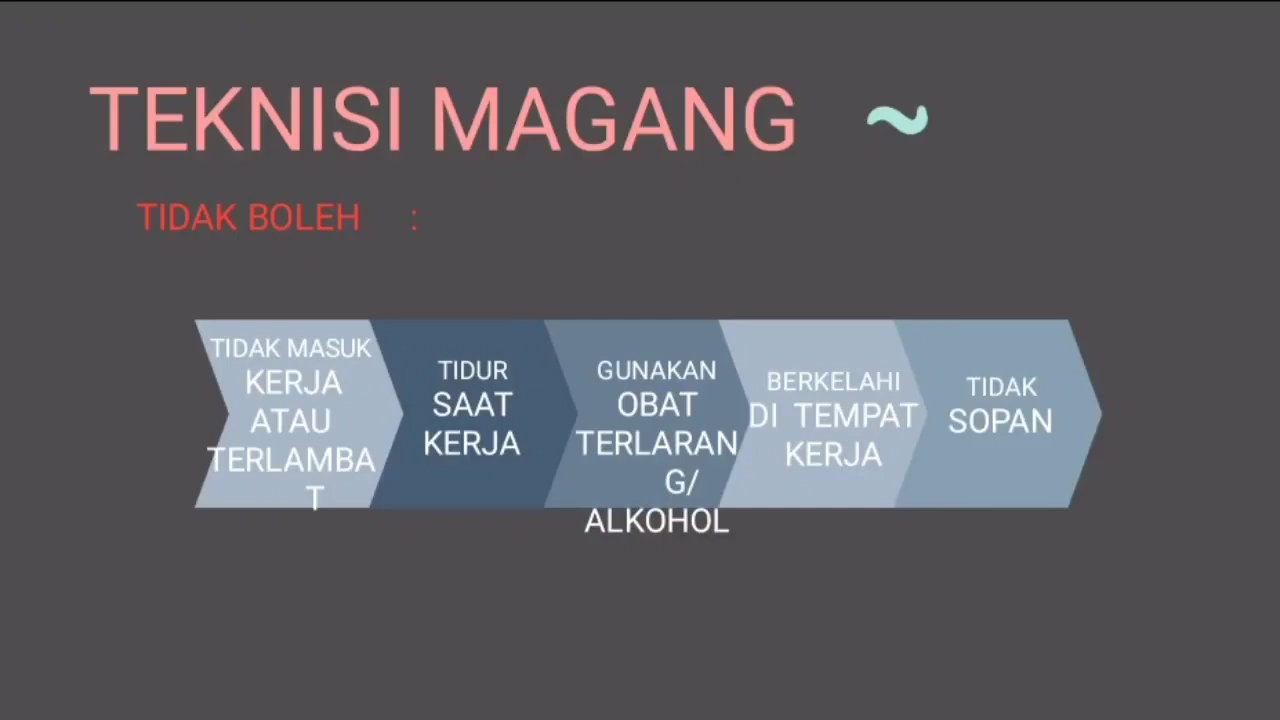 TEKNISI MAGANG ~
TIDAK BOLEH :
TIDAK MASUK
KERJA
ATAU
TERLAMBA
T
TIDUR
SAAT
KERJA
GUNAKAN
OBAT
TERLARAN
G/
ALKOHOL
BERKELAHI
DI TEMPAT
KERJA
TIDAK
SOPAN